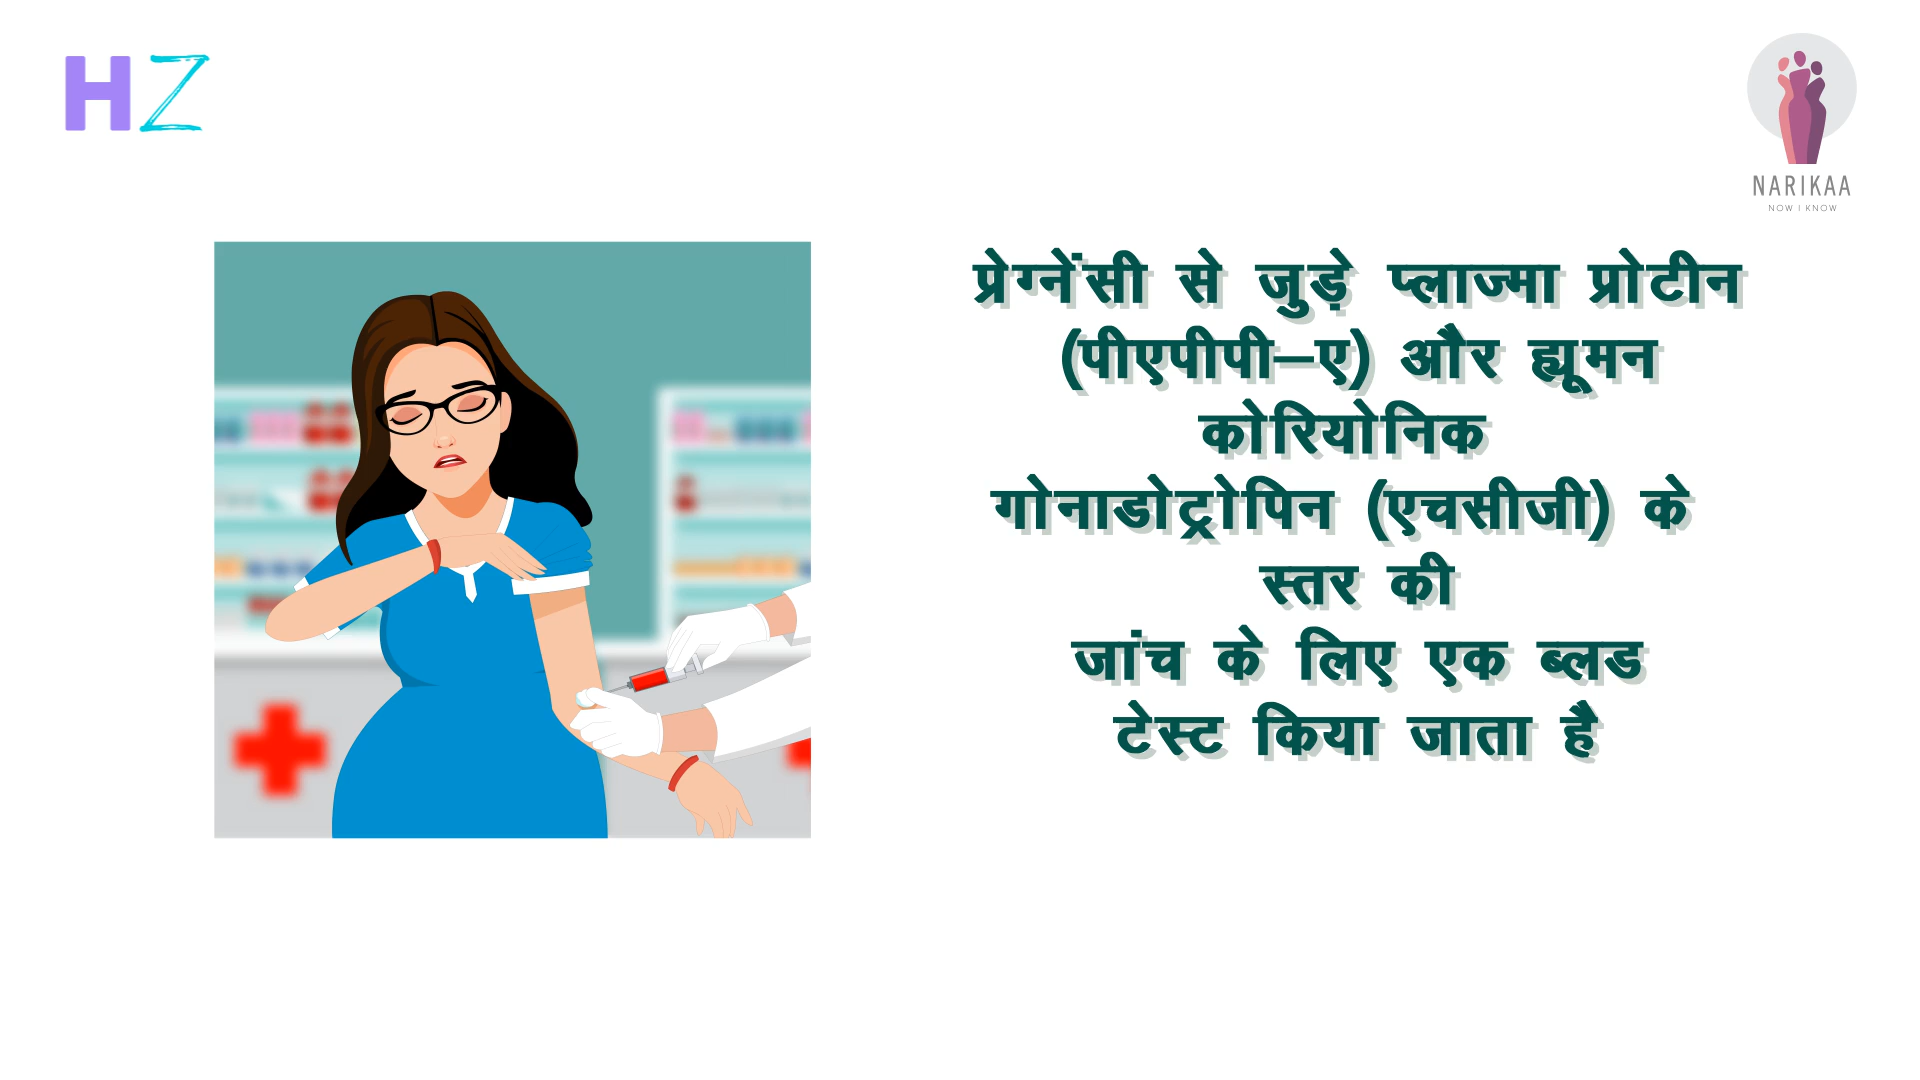 HZ
NARIKAA
NOW I KNOW
प्रेग्नेंसी से जुड़े प्लाज्मा प्रोटीन
(पीएपीपी–ए) और ह्यूमन
कोरियोनिक
गोनाडोट्रोपिन (एचसीजी) के
स्तर की
जांच के लिए एक ब्लड
टेस्ट किया जाता है